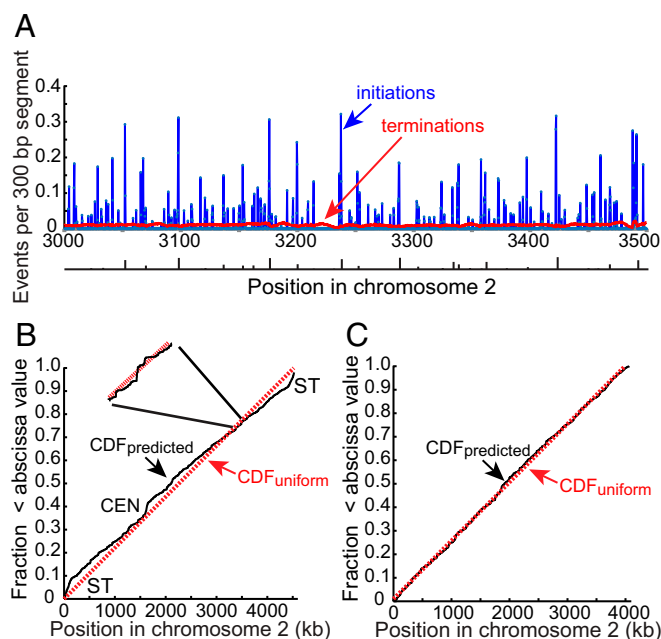 A
Events per 300 bp segment
0.4
0.3
0.2
0.1
0
initiations
terminations
3000 3100 3200 3300 3400 3500
Position in chromosome 2
B
Fraction < abscissa value
1.0
0.9
0.8
0.7
0.6
0.5
0.4
0.3
0.2
0.1
0
ST
CDFpredicted
CDFuniform
CEN
ST
0 1000 2000 3000 4000
Position in chromosome 2 (kb)
C
Fraction < abscissa value
1.0
0.9
0.8
0.7
0.6
0.5
0.4
0.3
0.2
0.1
0
CDFpredicted
CDFuniform
0 1000 2000 3000 4000
Position in chromosome 2 (kb)